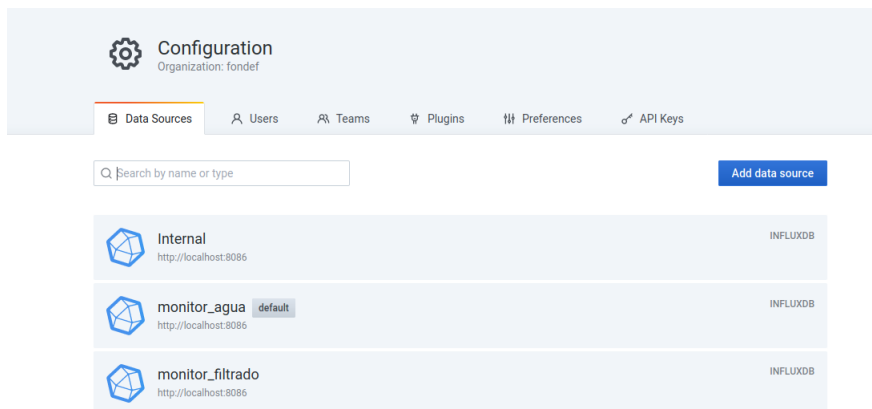 Configuration
Organization: fondef
Data Sources Users Teams Plugins Preferences API Keys
Search by name or type Add data source
Internal INFLUXDB
http://localhost:8086
monitor_agua default INFLUXDB
http://localhost:8086
monitor_filtrado INFLUXDB
http://localhost:8086